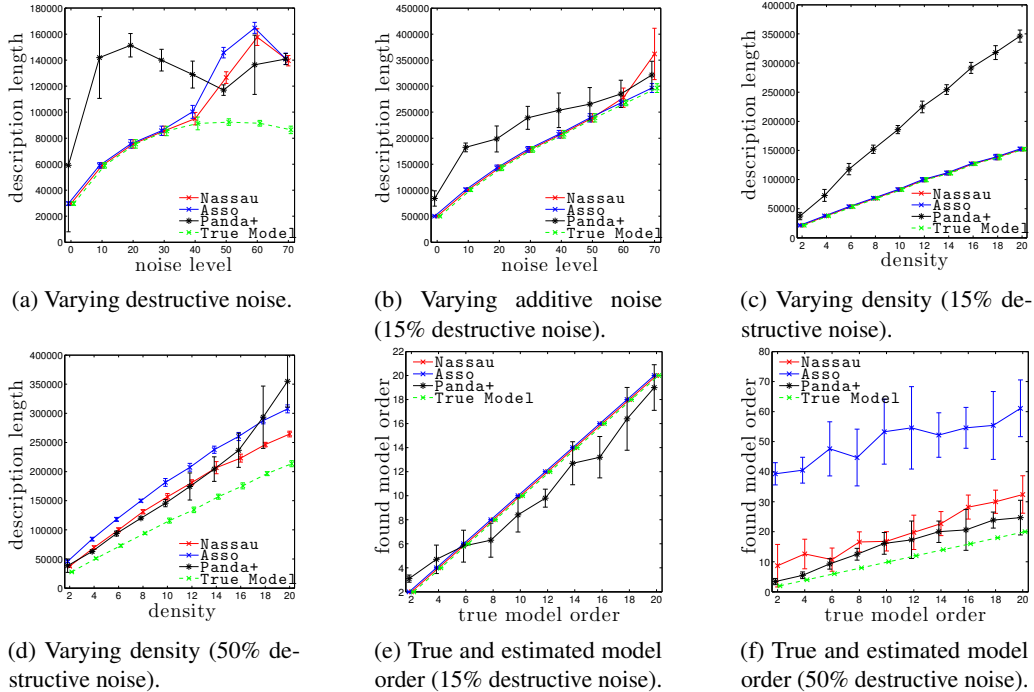 180000
160000
140000
120000
100000
80000
60000
40000
20000
0
description length
0 10 20 30 40 50 60 70
noise level
Nassau
Asso
Panda+
True Model
(a) Varying destructive noise.
450000
400000
350000
300000
250000
200000
150000
100000
50000
0
description length
0 10 20 30 40 50 60 70
noise level
Nassau
Asso
Panda+
True Model
(b) Varying additive noise
(15% destructive noise).
400000
350000
300000
250000
200000
150000
100000
50000
0
description length
2 4 6 8 10 12 14 16 18 20
density
Nassau
Asso
Panda+
True Model
(c) Varying density (15% de-
structive noise).
400000
350000
300000
250000
200000
150000
100000
50000
0
description length
2 4 6 8 10 12 14 16 18 20
density
Nassau
Asso
Panda+
True Model
(d) Varying density (50% de-
structive noise).
22
20
18
16
14
12
10
8
6
4
2
found model order
2 4 6 8 10 12 14 16 18 20
true model order
Nassau
Asso
Panda+
True Model
(e) True and estimated model
order (15% destructive noise).
80
70
60
50
40
30
20
10
0
found model order
2 4 6 8 10 12 14 16 18 20
true model order
Nassau
Asso
Panda+
True Model
(f) True and estimated model
order (50% destructive noise).